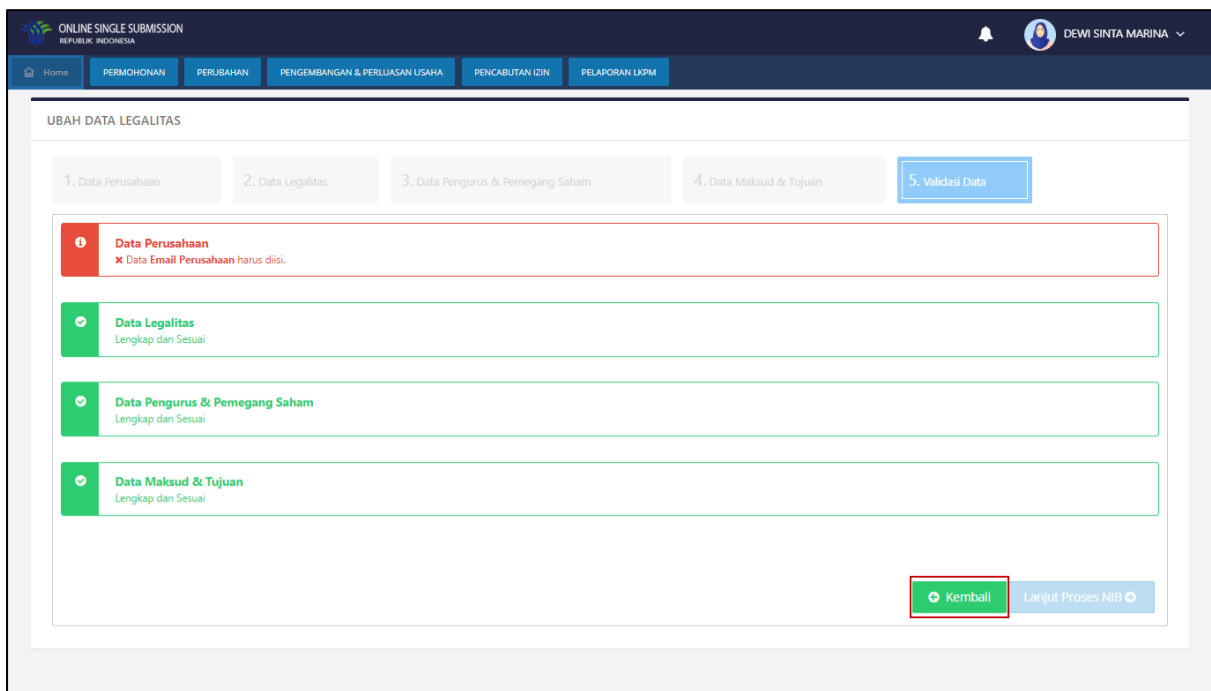 ONLINE SINGLE SUBMISSION
REPUBLIK INDONESIA
DEWI SINTA MARINA
Home PERMOHONAN PERUBAHAN PENGEMBANGAN & PERLUASAN USAHA PENCABUTAN IZIN PELAPORAN LKPM
UBAH DATA LEGALITAS
1. Data Perusahaan 2. Data Legalitas 3. Data Pengurus & Pemegang Saham 4. Data Maksud & Tujuan 5. Validasi Data
Data Perusahaan
Data Email Perusahaan harus diisi.
Data Legalitas
Lengkap dan Sesuai
Data Pengurus & Pemegang Saham
Lengkap dan Sesuai
Data Maksud & Tujuan
Lengkap dan Sesuai
Kembali Lanjut Proses NIB